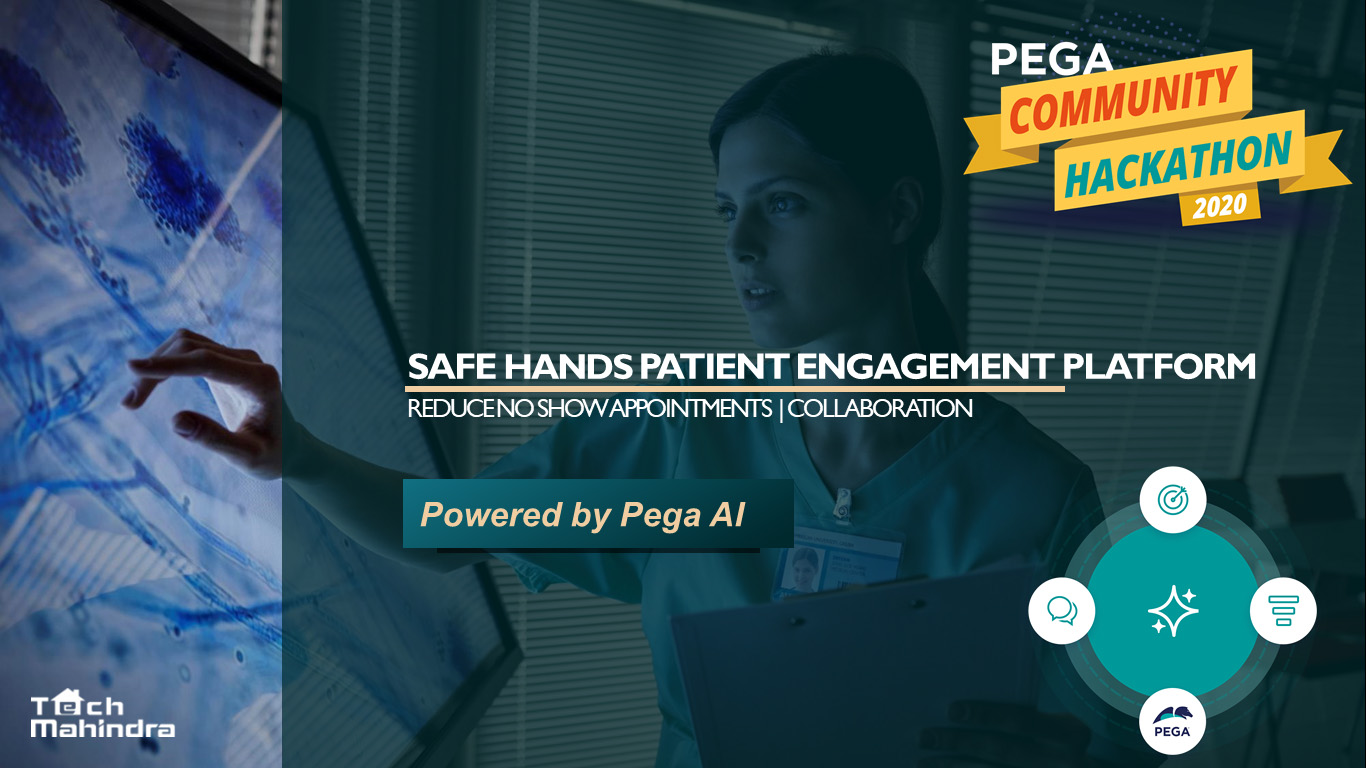 PEGA
COMMUNITY
HACKATHON
2020
SAFE HANDS PATIENT ENGAGEMENT PLATFORM
REDUCE NO SHOW APPOINTMENTS | COLLABORATION
Powered by Pega AI
PEGA
Tech
Mahindra